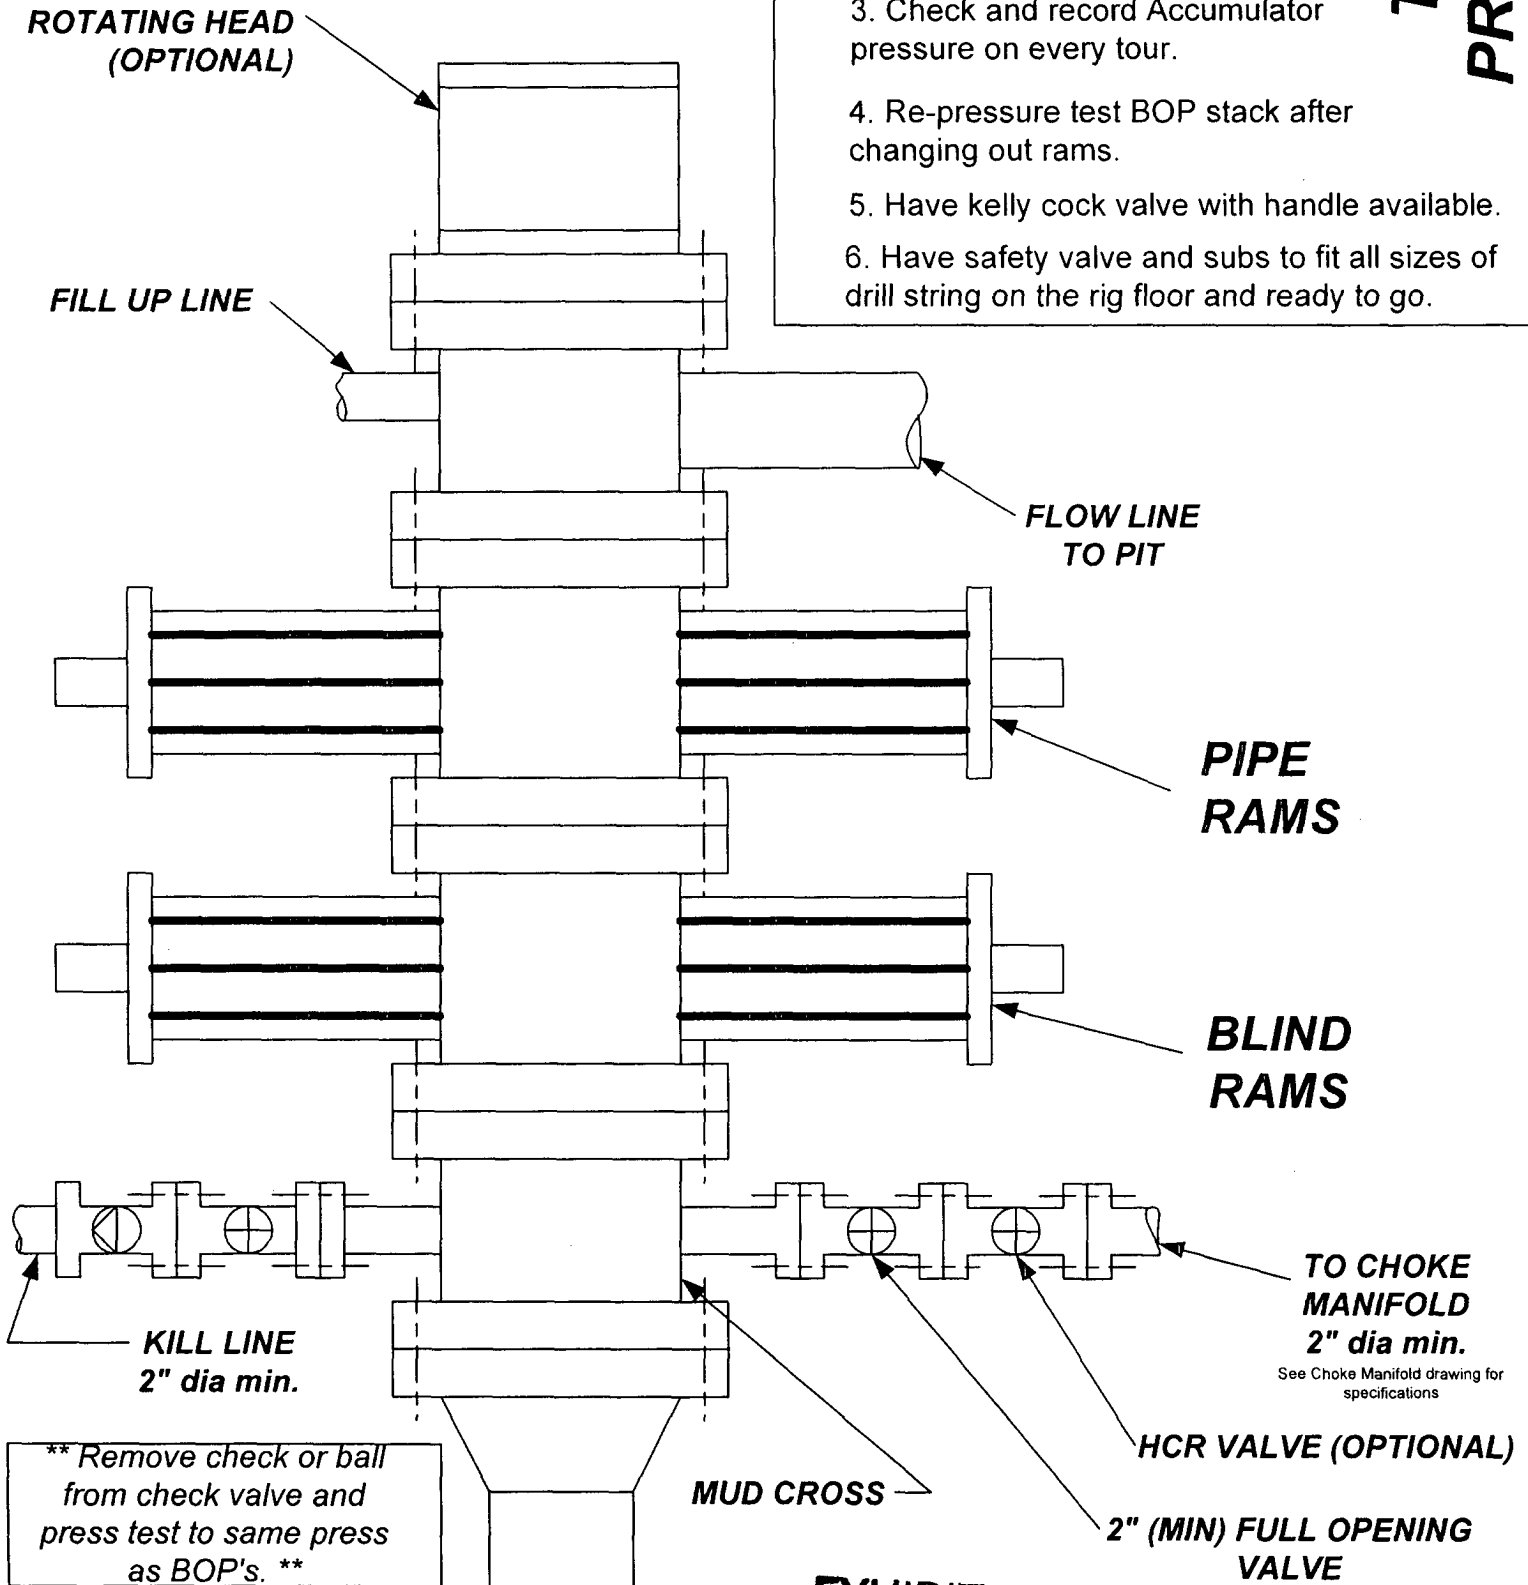 ROTATING HEAD
(OPTIONAL)
3. Check and record Accumulator
pressure on every tour.
4. Re-pressure test BOP stack after
changing out rams.
5. Have kelly cock valve with handle available.
6. Have safety valve and subs to fit all sizes of
drill string on the rig floor and ready to go.
FILL UP LINE
FLOW LINE
TO PIT
PIPE
RAMS
BLIND
RAMS
KILL LINE
2" dia min.
TO CHOKE
MANIFOLD
2" dia min.
See Choke Manifold drawing for
specifications
HCR VALVE (OPTIONAL)
MUD CROSS
2" (MIN) FULL OPENING
VALVE
** Remove check or ball
from check valve and
press test to same press
as BOP's. **